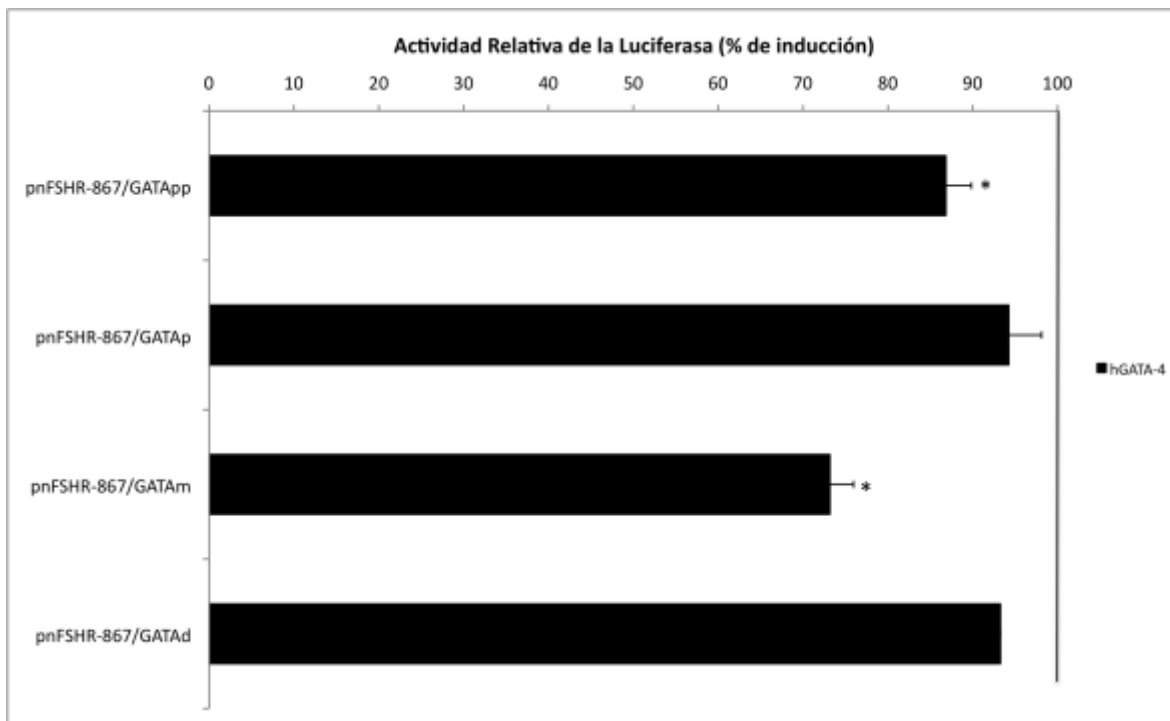 Actividad Relativa de la Luciferasa (% de inducción)
0 10 20 30 40 50 60 70 80 90 100
pnFSHR-867/GATApp
*
pnFSHR-867/GATAp
hGATA-4
pnFSHR-867/GATAm
*
pnFSHR-867/GATAd